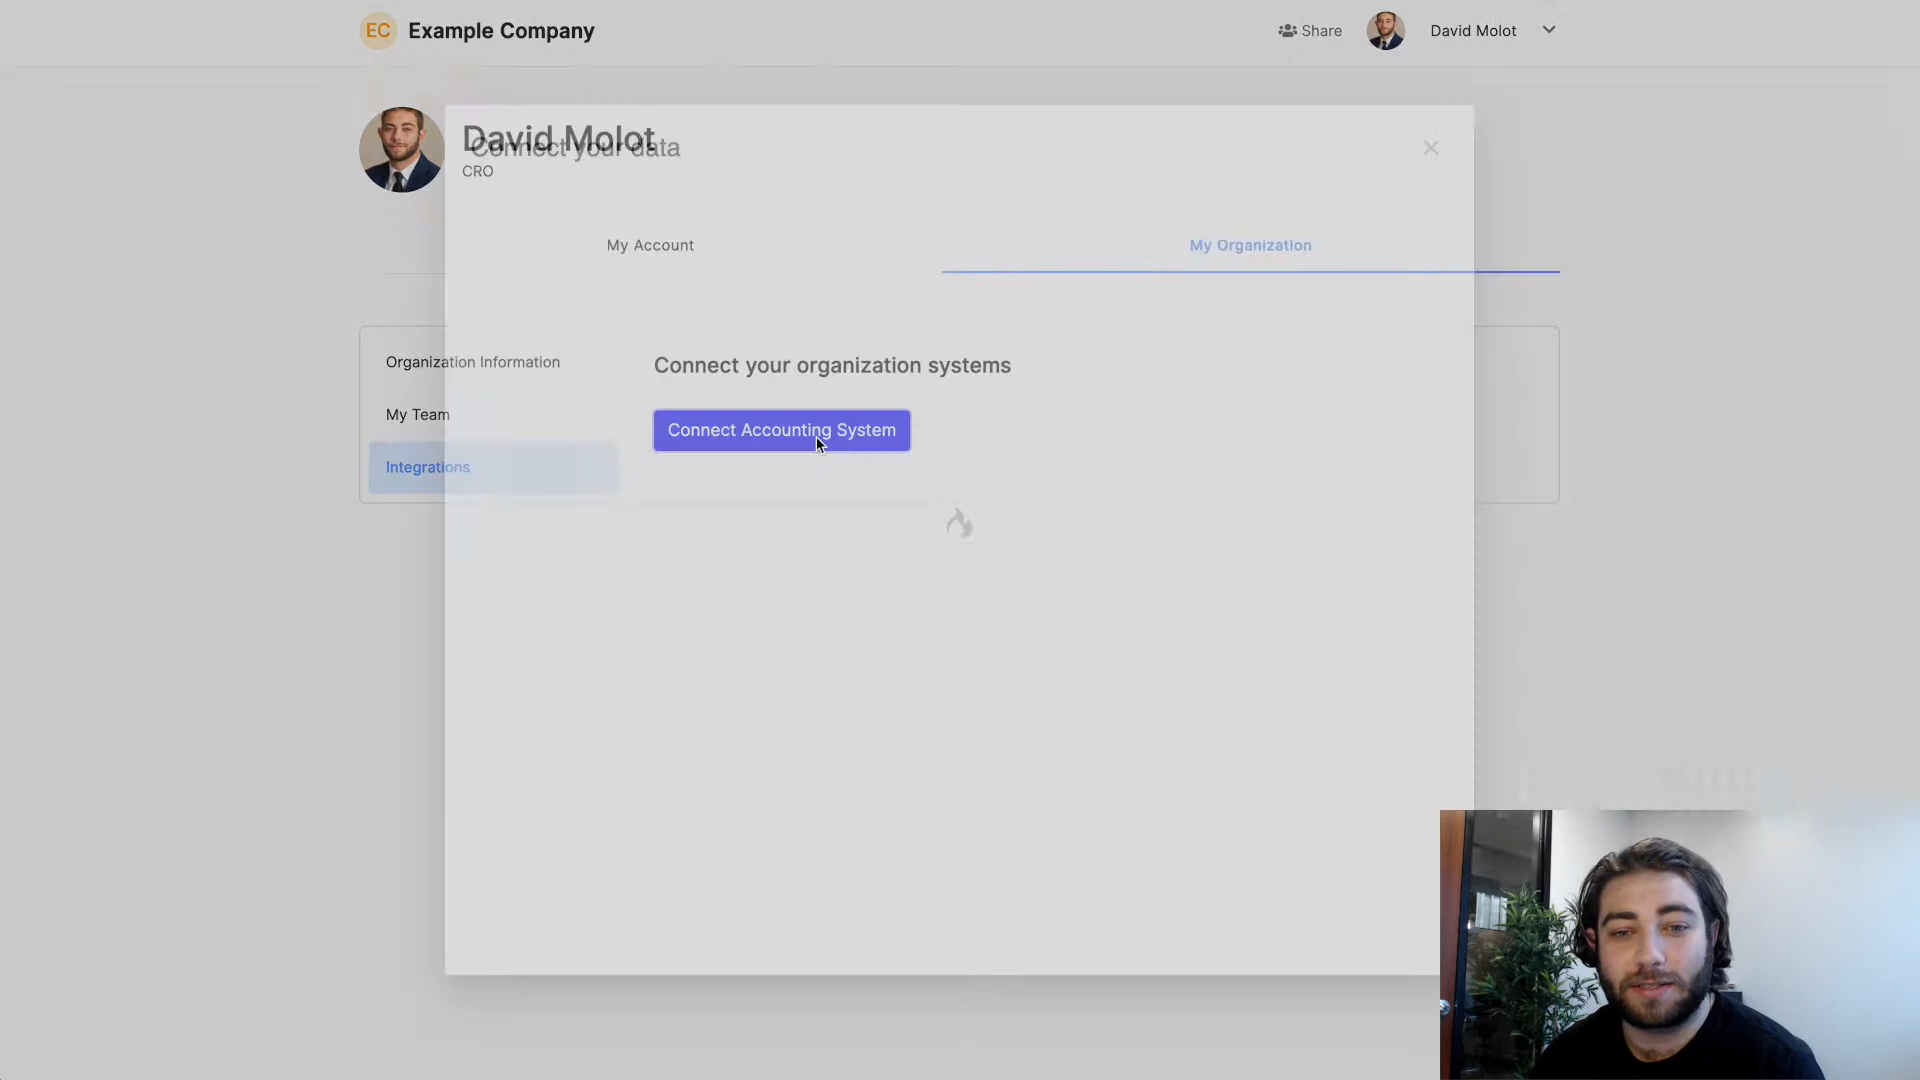 EC Example Company
Share
David Molot
David Molot
Connect your data
CRO
My Account
My Organization
Organization Information
My Team
Integrations
Connect your organization systems
Connect Accounting System